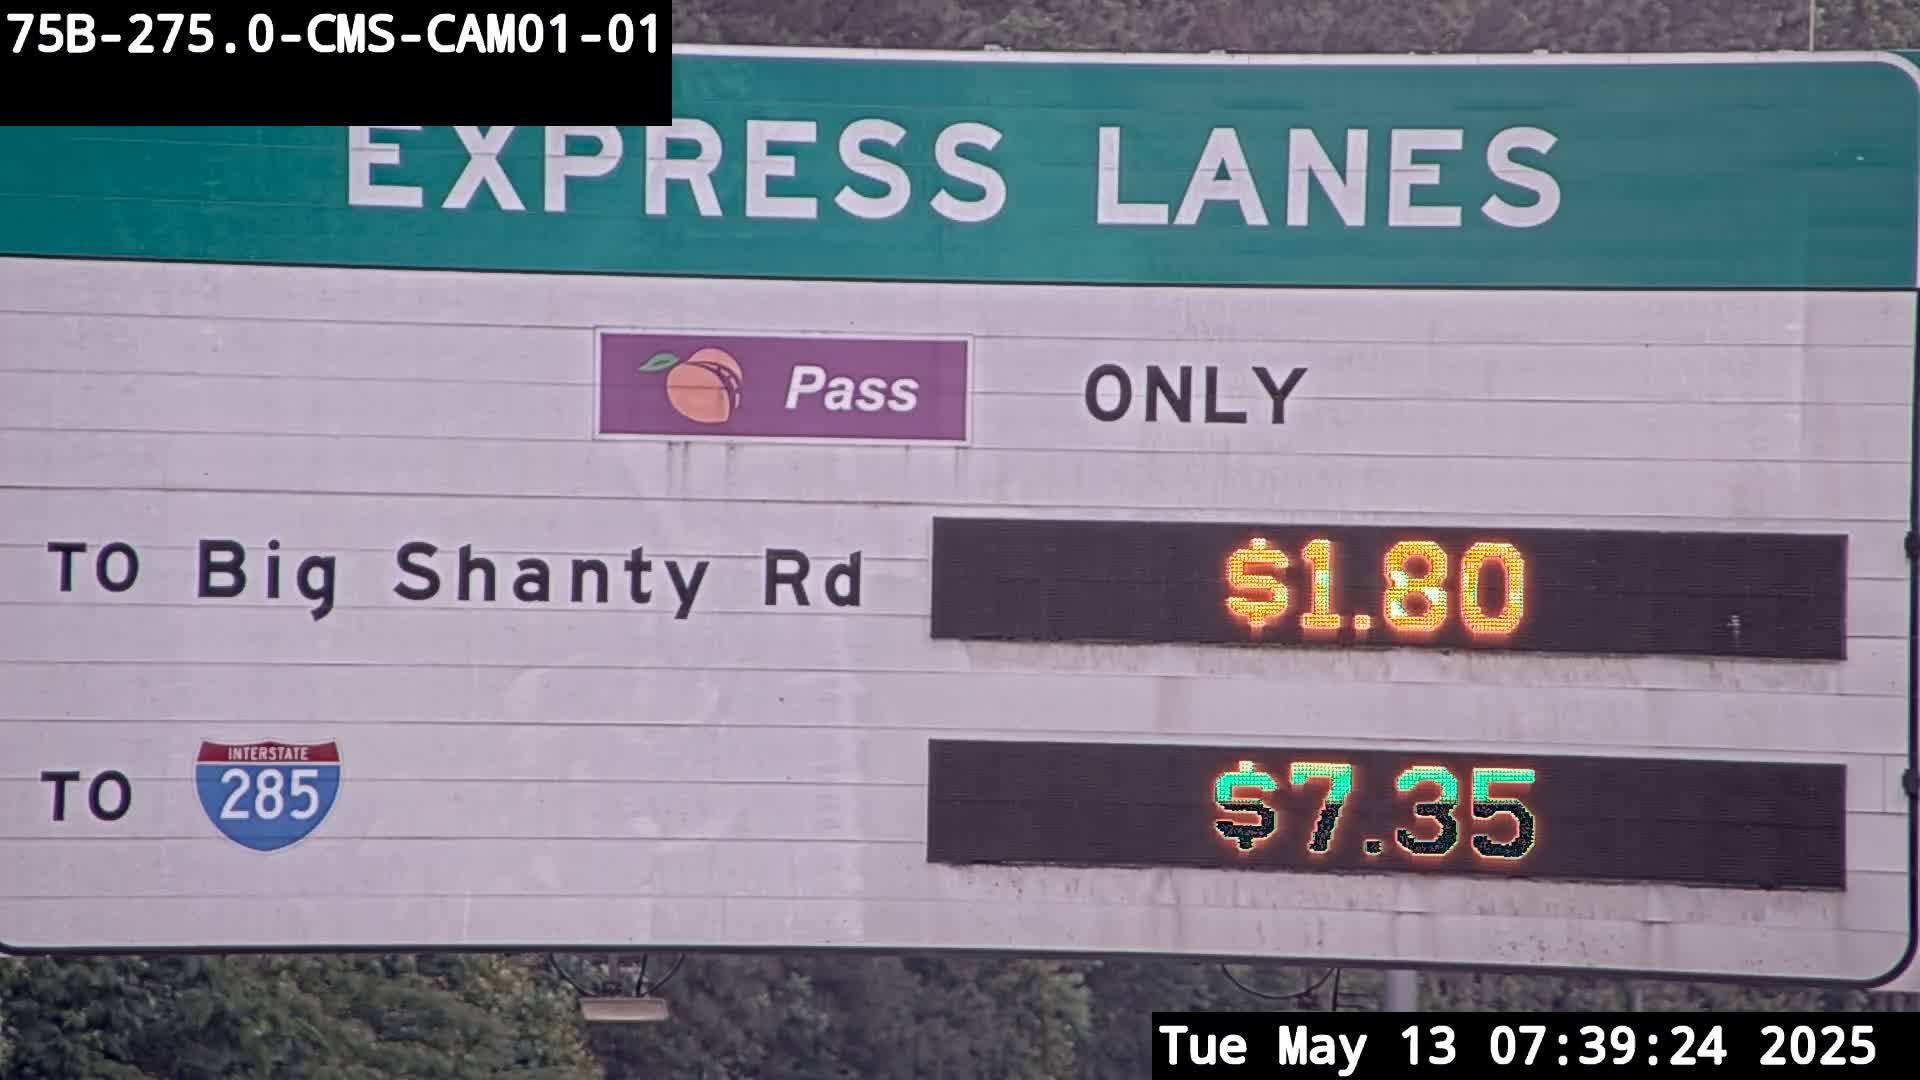 75B-275.0-CMS-CAM01-01
EXPRESS LANES
Pass ONLY
TO Big Shanty Rd $1.80
INTERSTATE
TO 285 $7.35
Tue May 13 07:39:24 2025